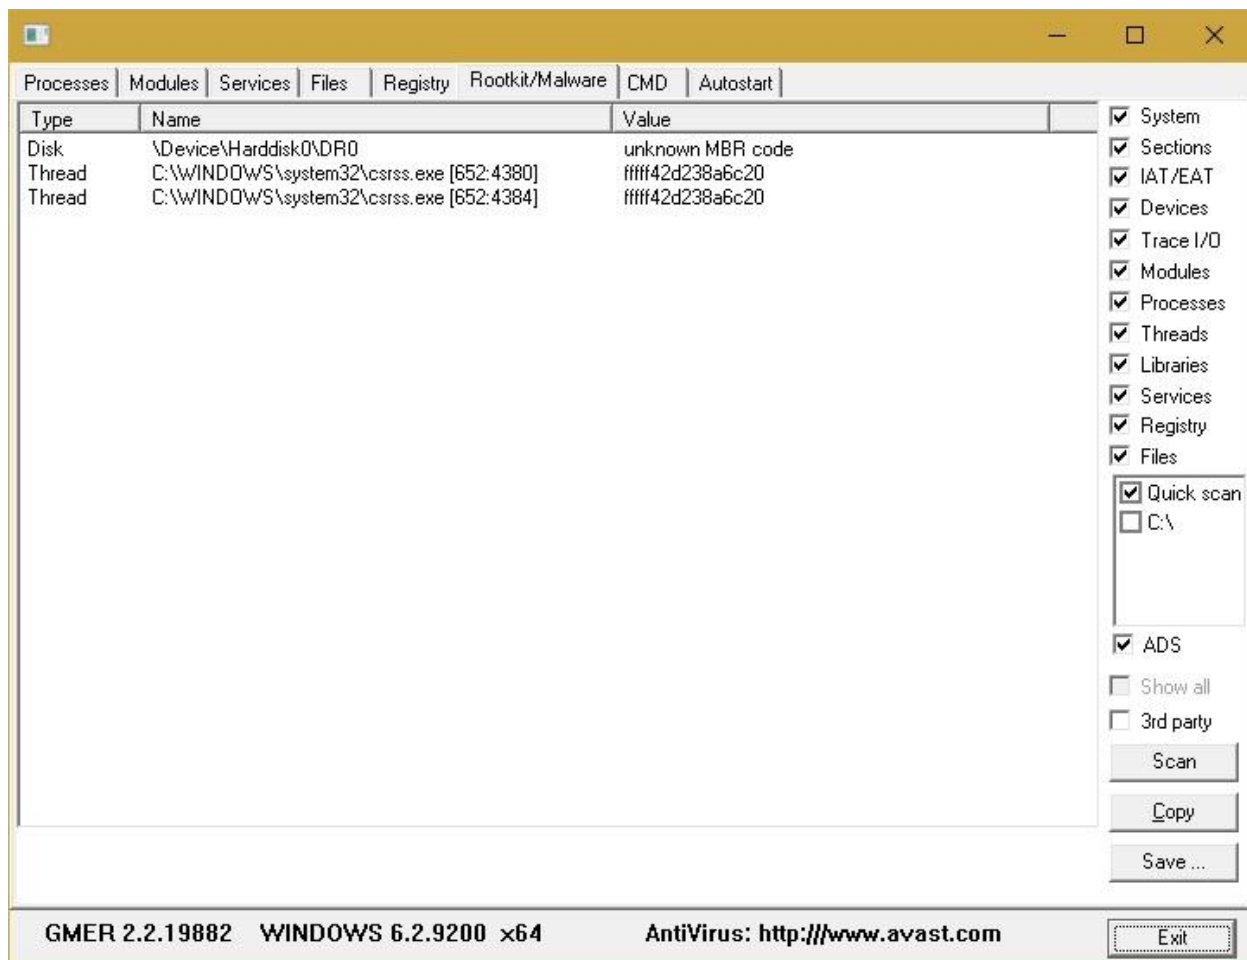 Processes Modules Services Files Registry Rootkit/Malware CMD Autostart
Type Name Value
Disk \Device\Harddisk0\DR0 unknown MBR code
Thread C:\WINDOWS\system32\csrss.exe [652:4380] fffff42d238a6c20
Thread C:\WINDOWS\system32\csrss.exe [652:4384] fffff42d238a6c20
System
Sections
IAT/EAT
Devices
Trace I/O
Modules
Processes
Threads
Libraries
Services
Registry
Files
Quick scan
C:\
ADS
Show all
3rd party
Scan
Copy
Save ...
GMER 2.2.19882 WINDOWS 6.2.9200 x64 AntiVirus: http:///www.avast.com
Exit